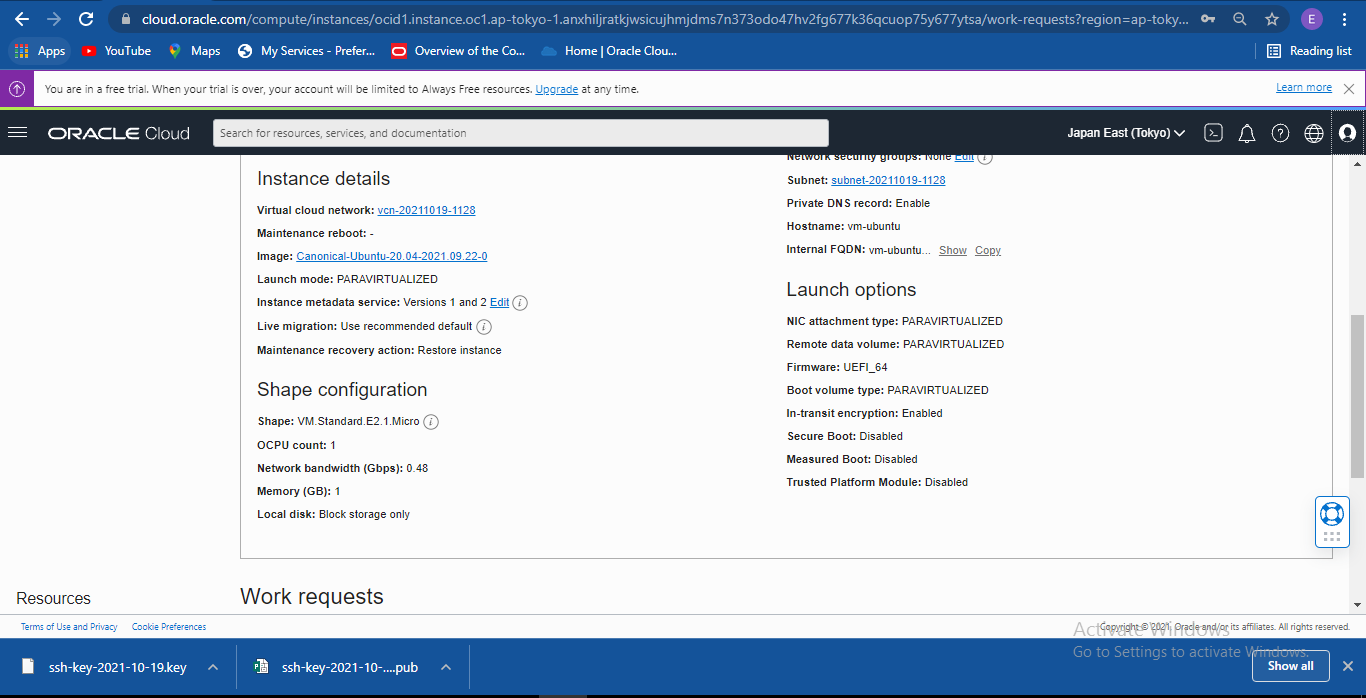 cloud.oracle.com/compute/instances/ocid1.instance.oc1.ap-tokyo-1.anxhiljratkjwsicujhmjdms7n373odo47hv2fg677k36qcuop75y677ytsa/work-requests?region=ap-toky...
E
Apps YouTube Maps My Services - Prefer... Overview of the Co... Home | Oracle Clou... Reading list
You are in a free trial. When your trial is over, your account will be limited to Always Free resources. Upgrade at any time. Learn more
ORACLE Cloud Search for resources, services, and documentation Japan East (Tokyo)
Instance details
Virtual cloud network: vcn-20211019-1128
Maintenance reboot: -
Image: Canonical-Ubuntu-20.04-2021.09.22-0
Launch mode: PARAVIRTUALIZED
Instance metadata service: Versions 1 and 2 Edit
Live migration: Use recommended default
Maintenance recovery action: Restore instance
Shape configuration
Shape: VM.Standard.E2.1.Micro
OCPU count: 1
Network bandwidth (Gbps): 0.48
Memory (GB): 1
Local disk: Block storage only
Network security groups: None Edit
Subnet: subnet-20211019-1128
Private DNS record: Enable
Hostname: vm-ubuntu
Internal FQDN: vm-ubuntu... Show Copy
Launch options
NIC attachment type: PARAVIRTUALIZED
Remote data volume: PARAVIRTUALIZED
Firmware: UEFI_64
Boot volume type: PARAVIRTUALIZED
In-transit encryption: Enabled
Secure Boot: Disabled
Measured Boot: Disabled
Trusted Platform Module: Disabled
Resources
Work requests
Terms of Use and Privacy Cookie Preferences
Copyright © 2021, Oracle and/or its affiliates. All rights reserved.
Activate Windows
Go to Settings to activate Windows.
ssh-key-2021-10-19.key ssh-key-2021-10-....pub Show all